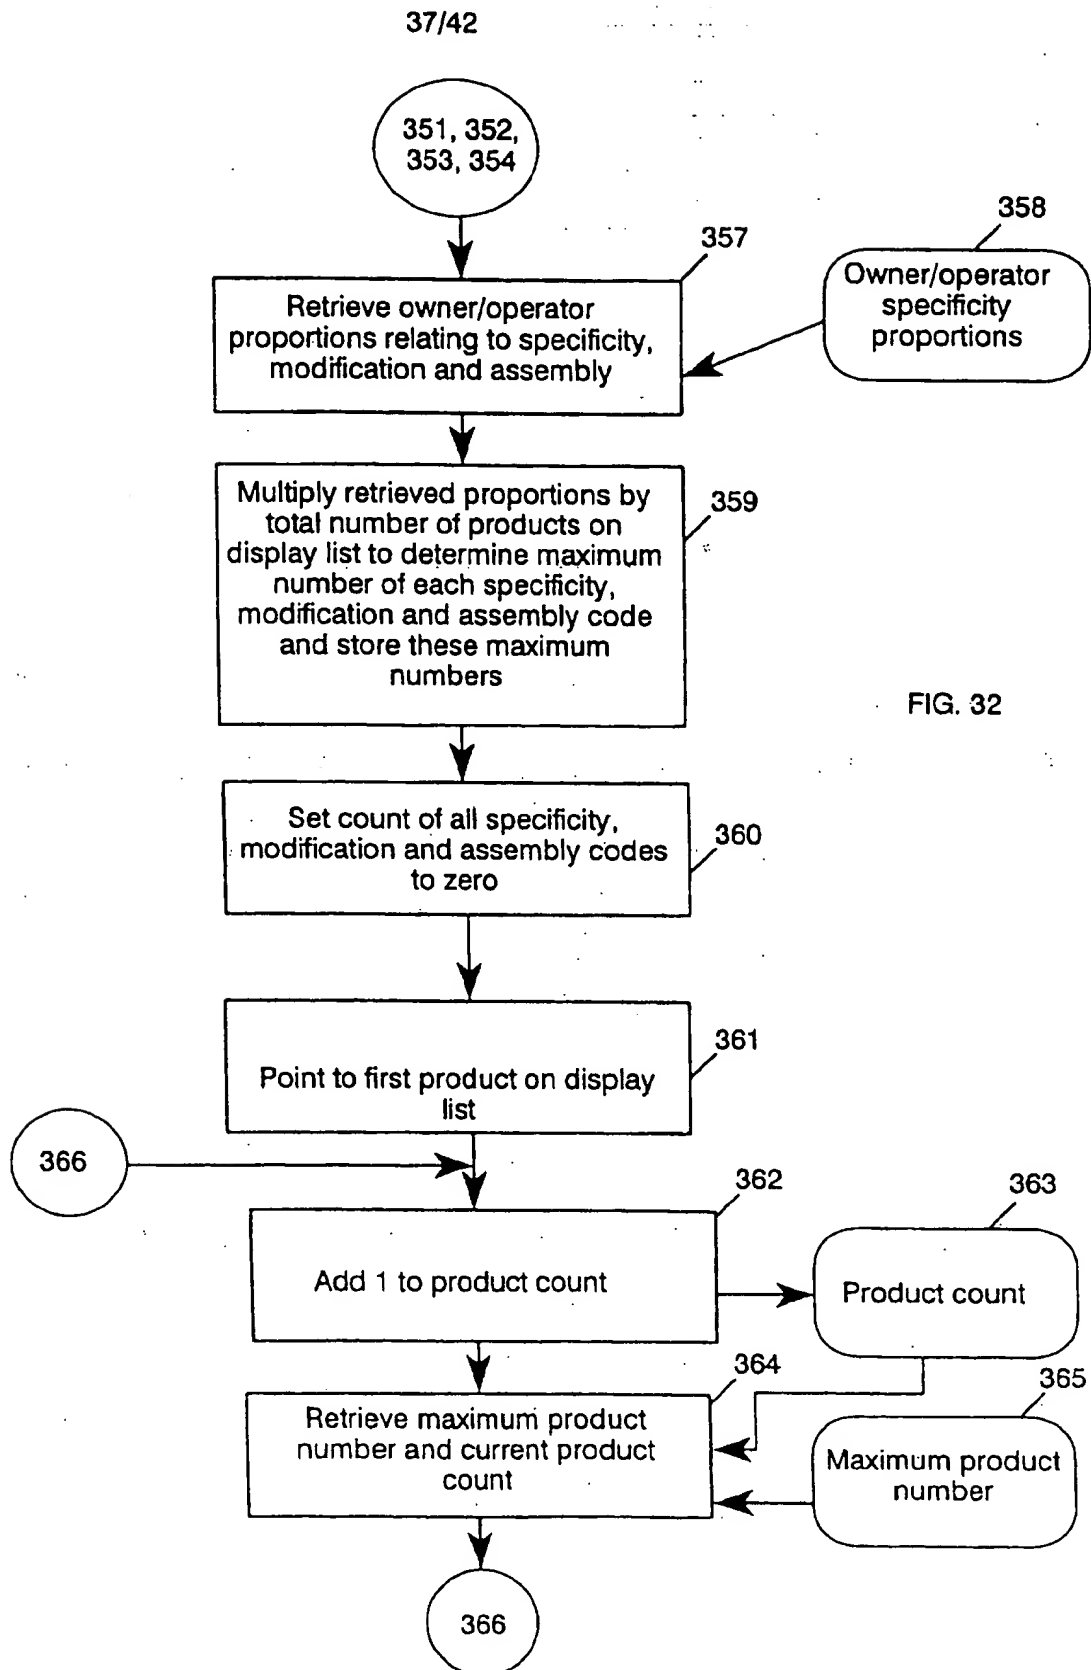 37/42
351, 352,
353, 354
357
358
Retrieve owner/operator
proportions relating to specificity,
modification and assembly
Owner/operator
specificity
proportions
359
Multiply retrieved proportions by
total number of products on
display list to determine maximum
number of each specificity,
modification and assembly code
and store these maximum
numbers
FIG. 32
360
Set count of all specificity,
modification and assembly codes
to zero
361
Point to first product on display
list
366
362
363
Add 1 to product count
Product count
364
365
Retrieve maximum product
number and current product
count
Maximum product
number
366